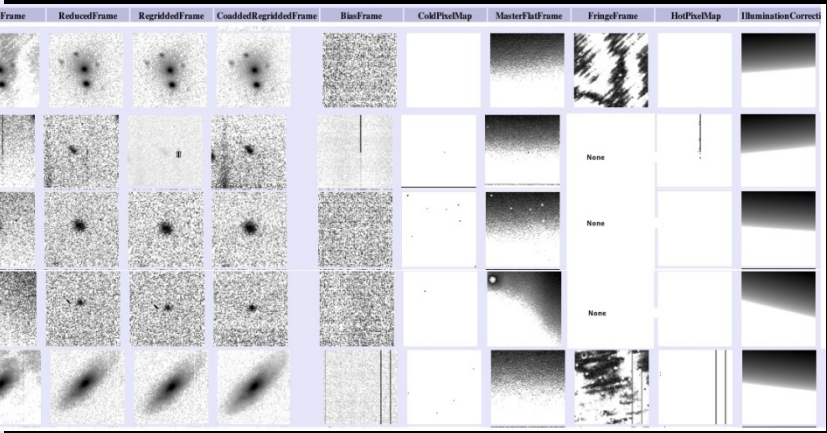 Frame ReducedFrame RegriddedFrame CoaddedRegriddedFrame BiasFrame ColdPixelMap MasterFlatFrame FringeFrame HotPixelMap IlluminationCorrecti
None
None
None